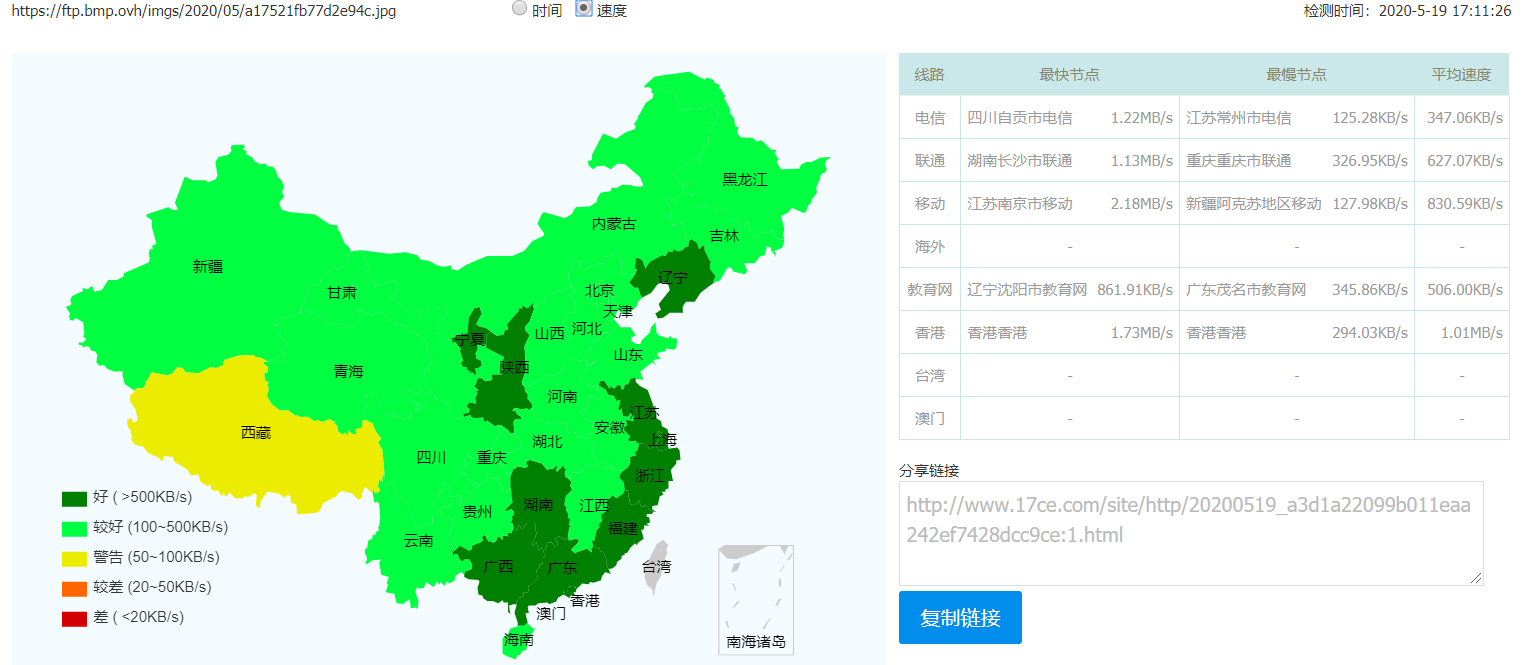 https://ftp.bmp.ovh/imgs/2020/05/a17521fb77d2e94c.jpg
时间 速度
检测时间：2020-5-19 17:11:26
黑龙江
内蒙古
吉林
新疆
辽宁
甘肃
北京
天津
宁夏
山西
河北
山东
陕西
青海
河南
江苏
安徽
西藏
上海
湖北
四川
重庆
浙江
湖南
江西
贵州
福建
云南
广西
广东
台湾
香港
澳门
海南
南海诸岛
好 ( >500KB/s)
较好 (100~500KB/s)
警告 (50~100KB/s)
较差 (20~50KB/s)
差 ( <20KB/s)
线路 最快节点 最慢节点 平均速度
电信 四川自贡市电信 1.22MB/s 江苏常州市电信 125.28KB/s 347.06KB/s
联通 湖南长沙市联通 1.13MB/s 重庆重庆市联通 326.95KB/s 627.07KB/s
移动 江苏南京市移动 2.18MB/s 新疆阿克苏地区移动 127.98KB/s 830.59KB/s
海外 - - -
教育网 辽宁沈阳市教育网 861.91KB/s 广东茂名市教育网 345.86KB/s 506.00KB/s
香港 香港香港 1.73MB/s 香港香港 294.03KB/s 1.01MB/s
台湾 - - -
澳门 - - -
分享链接
http://www.17ce.com/site/http/20200519_a3d1a22099b011eaa
242ef7428dcc9ce:1.html
复制链接